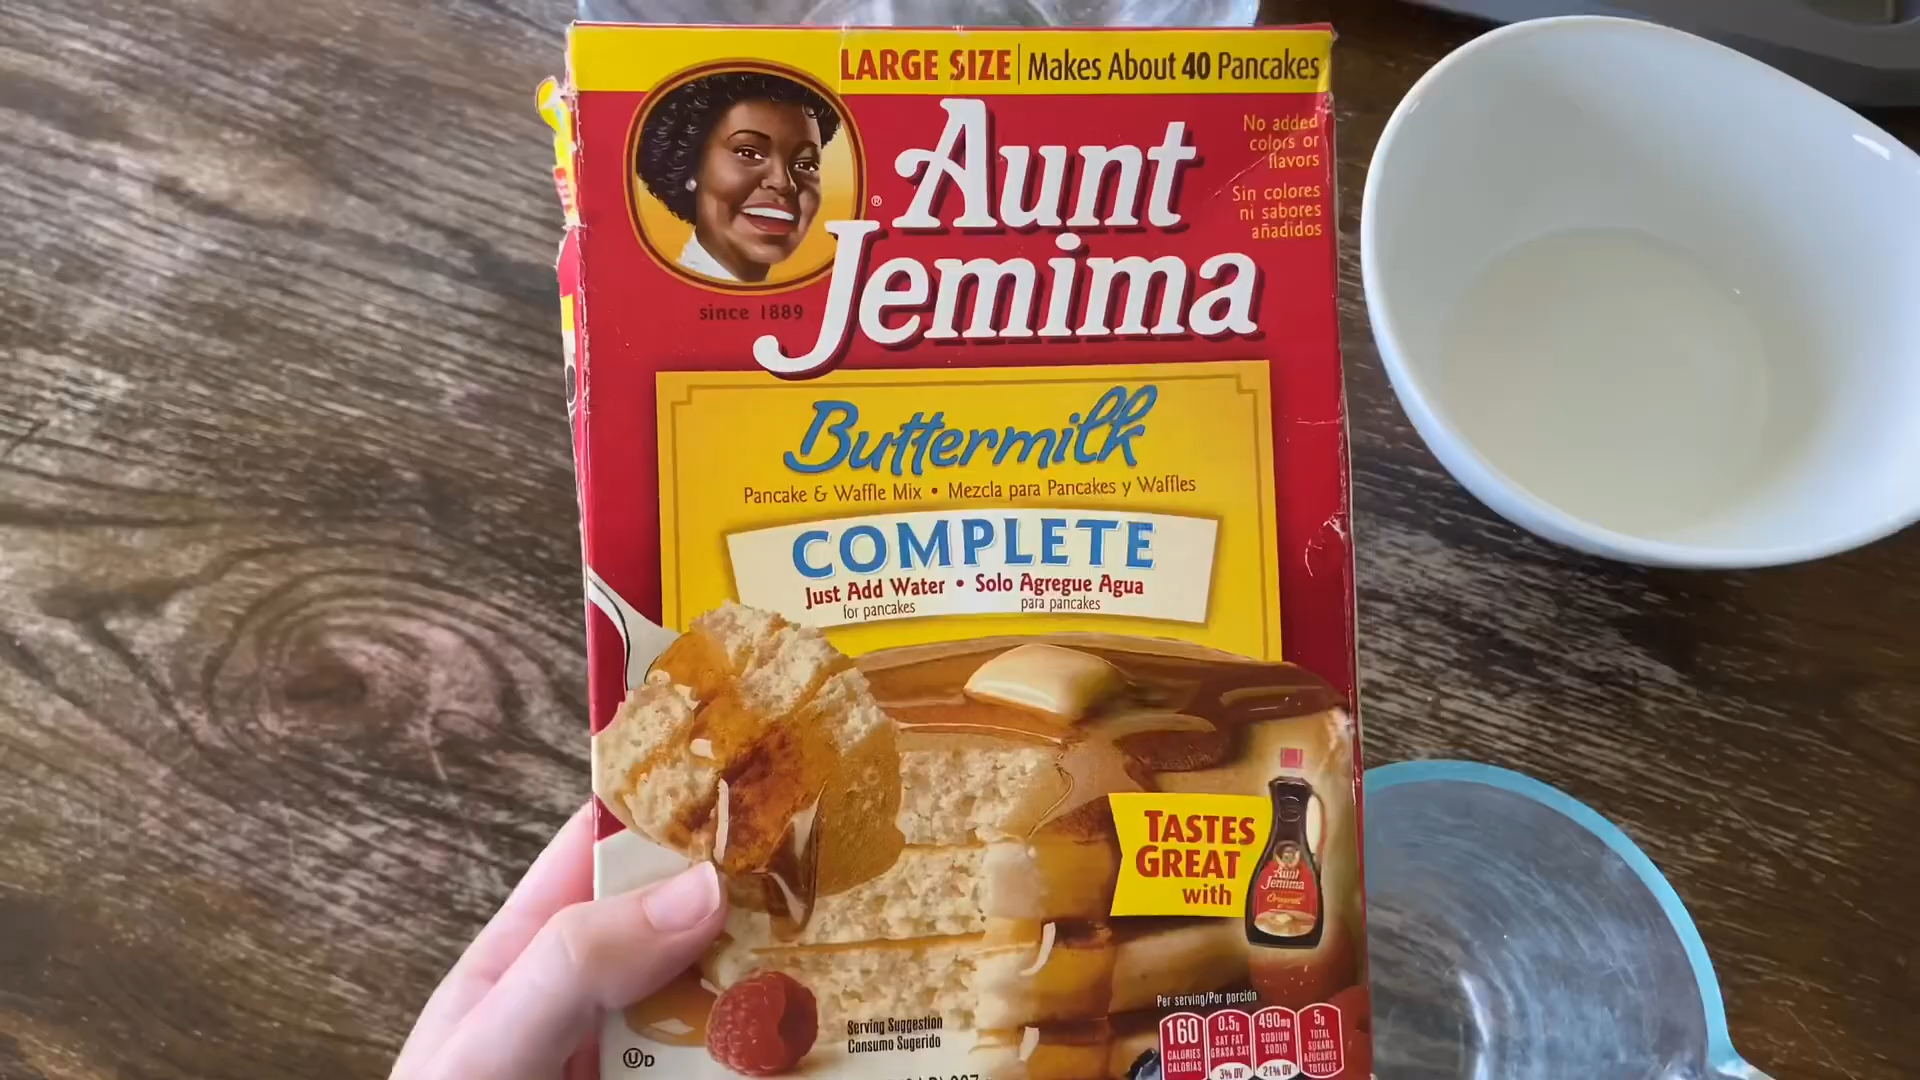 LARGE SIZE | Makes About 40 Pancakes
Aunt
Jemima
®
since 1889
No added
colors or
flavors
Sin colores
ni sabores
añadidos
Buttermilk
Pancake & Waffle Mix • Mezcla para Pancakes y Waffles
COMPLETE
Just Add Water • Solo Agregue Agua
for pancakes para pancakes
TASTES
GREAT
with
Aunt
Jemima
Original
Serving Suggestion
Consumo Sugerido
Per serving/Por porción
160
CALORIES
CALORÍAS
0.5g
SAT FAT
GRASA SAT
3% DV
490mg
SODIUM
SODIO
21% DV
5g
TOTAL
SUGARS
AZÚCARES
TOTALES
UD